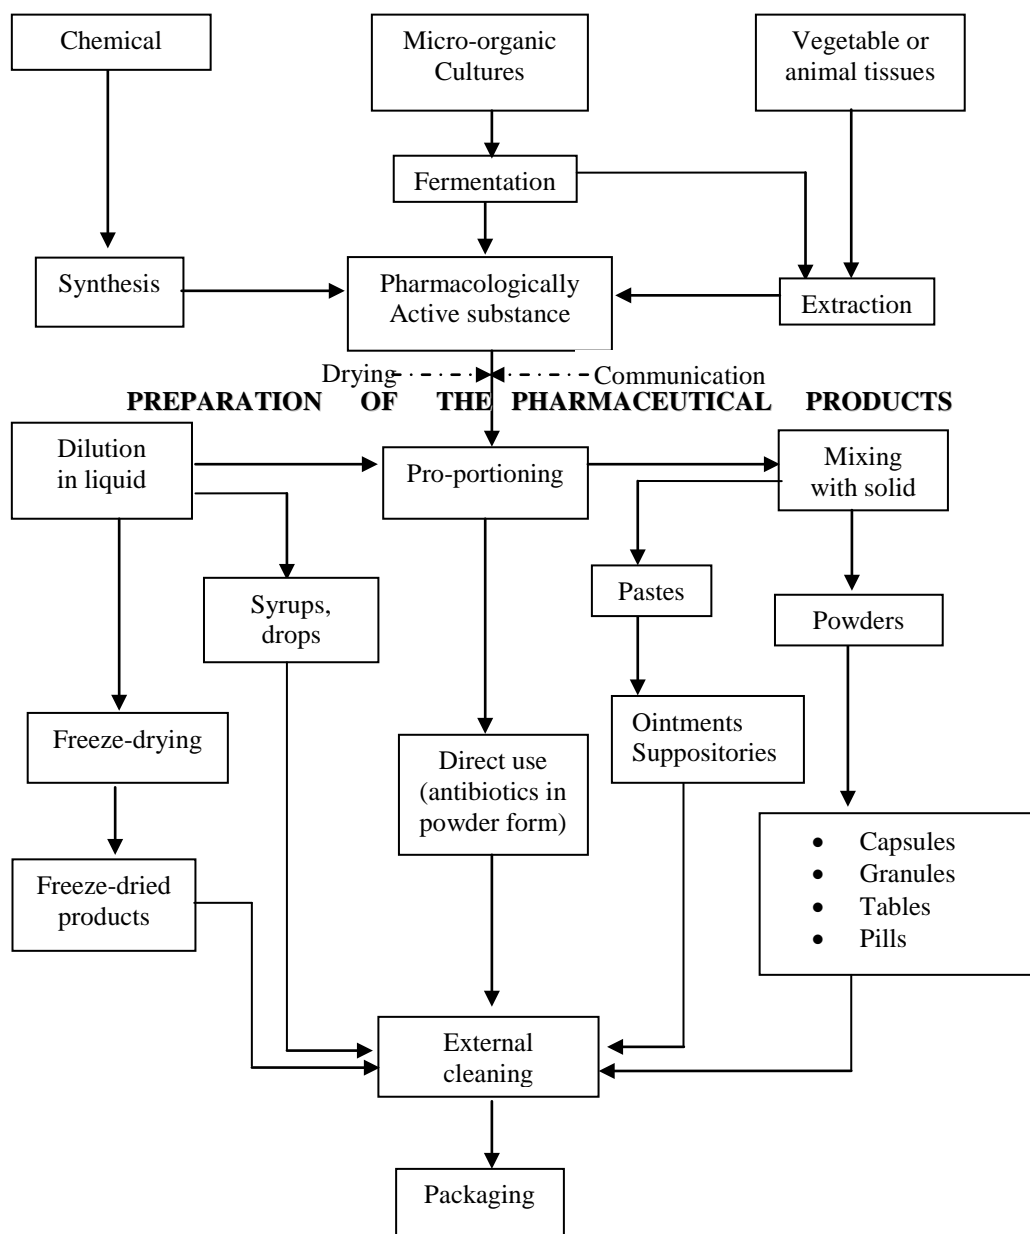 Chemical
Micro-organic
Cultures
Vegetable or
animal tissues
Fermentation
Synthesis
Pharmacologically
Active substance
Extraction
Drying
Communication
PREPARATION OF THE PHARMACEUTICAL PRODUCTS
Dilution
in liquid
Pro-portioning
Mixing
with solid
Syrups,
drops
Pastes
Powders
Freeze-drying
Direct use
(antibiotics in
powder form)
Ointments
Suppositories
Freeze-dried
products
• Capsules
• Granules
• Tables
• Pills
External
cleaning
Packaging